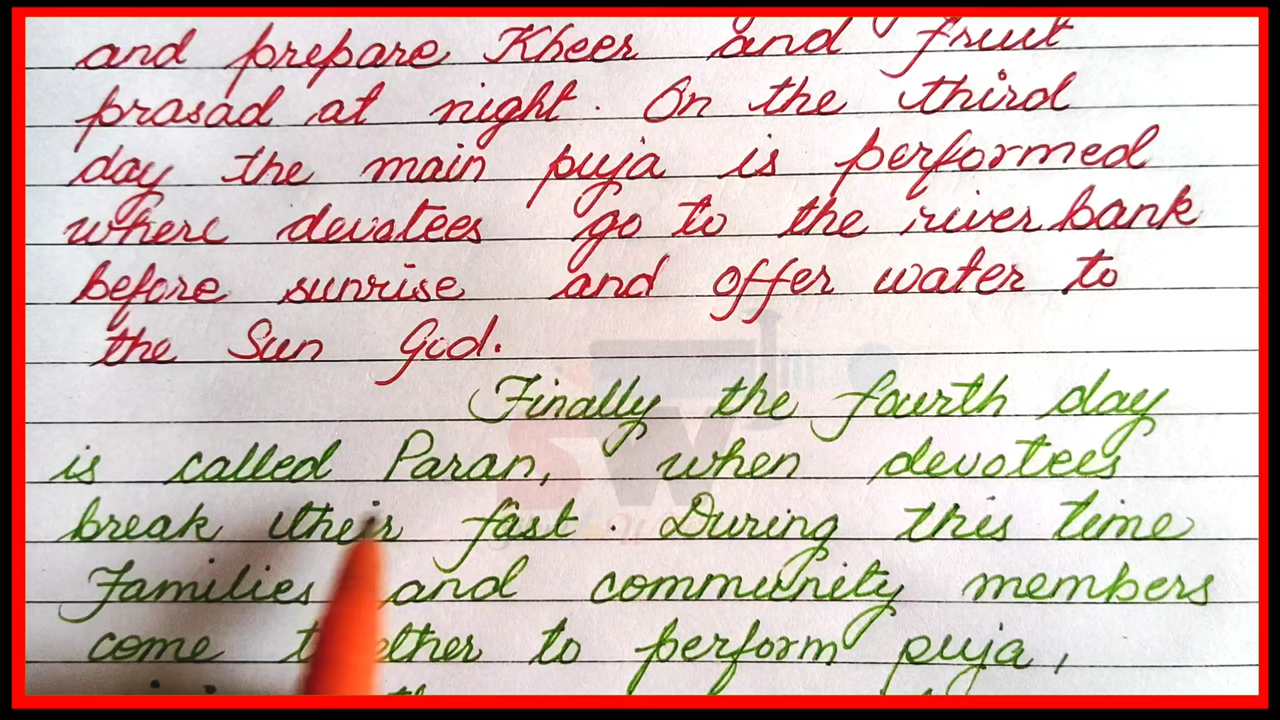 and prepare Kheer and fruit
prasad at night. On the third
day the main puja is performed
where devotees go to the river bank
before sunrise and offer water to
the Sun God.
Finally the fourth day
is called Paran, when devotees
break their fast. During this time
Families and community members
come together to perform puja,